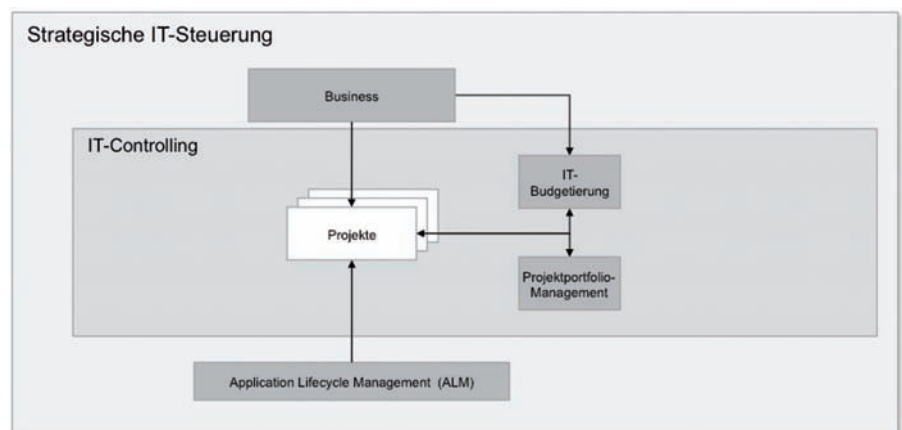 Strategische IT-Steuerung
Business
IT-Controlling
IT-
Budgetierung
Projekte
Projektportfolio-
Management
Application Lifecycle Management (ALM)